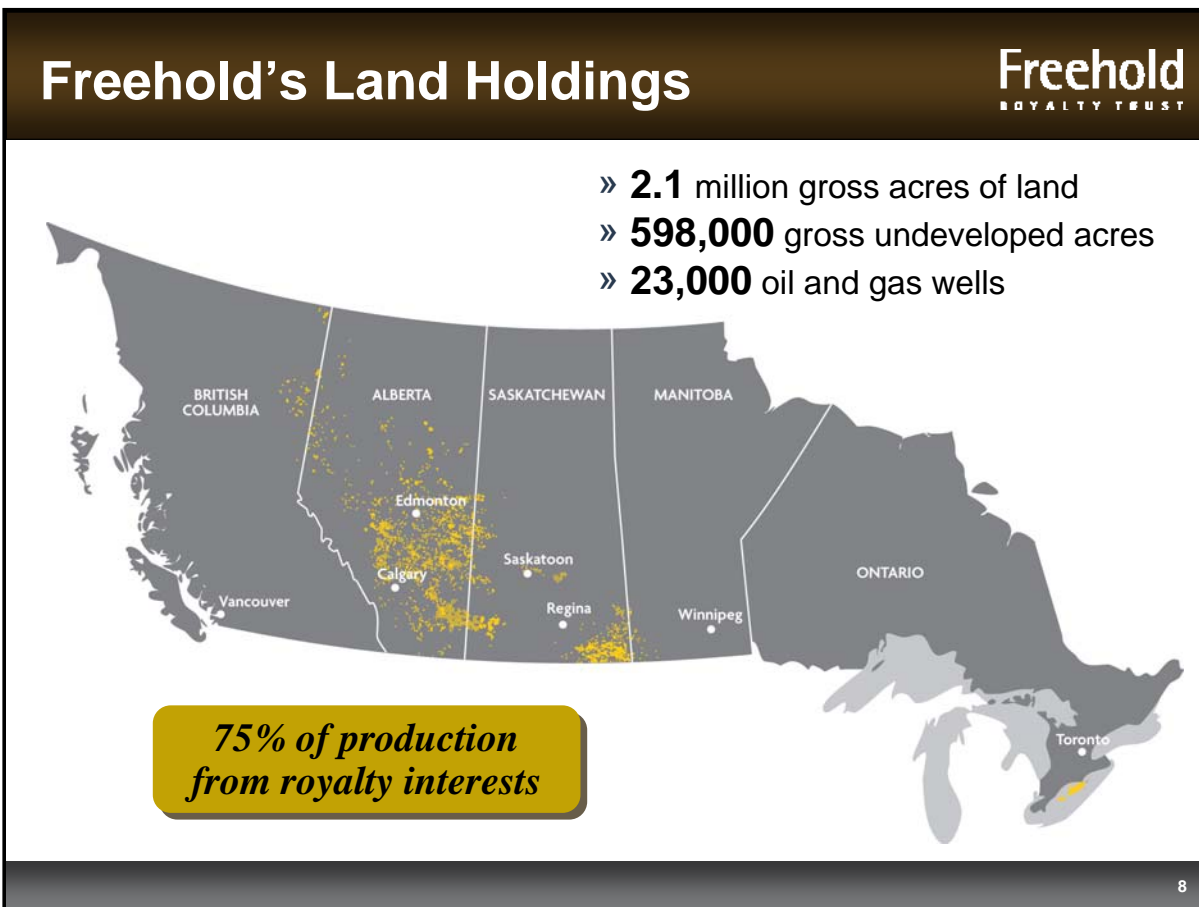 Freehold's Land Holdings
Freehold
ROYALTY TRUST
» 2.1 million gross acres of land
» 598,000 gross undeveloped acres
» 23,000 oil and gas wells
BRITISH
COLUMBIA
ALBERTA
SASKATCHEWAN
MANITOBA
Edmonton
Saskatoon
ONTARIO
Calgary
Vancouver
Regina
Winnipeg
Toronto
75% of production
from royalty interests
8